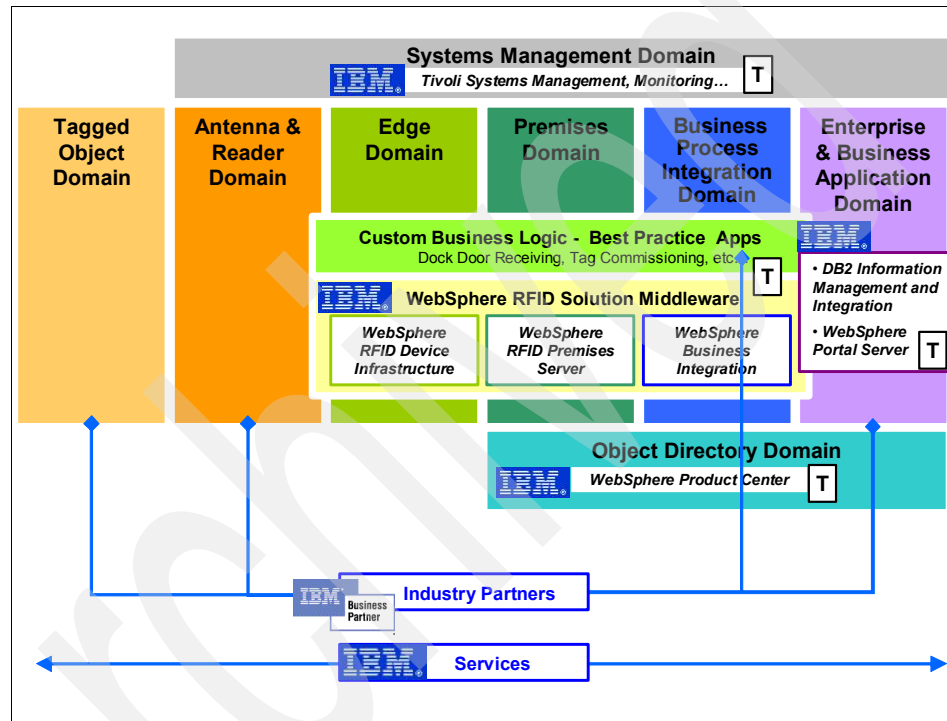 Systems Management Domain
IBM®
Tivoli Systems Management, Monitoring…
T
Tagged
Object
Domain
Antenna &
Reader
Domain
Edge
Domain
Premises
Domain
Business
Process
Integration
Domain
Enterprise
& Business
Application
Domain
Custom Business Logic - Best Practice Apps
Dock Door Receiving, Tag Commissioning, etc…
T
IBM®
WebSphere RFID Solution Middleware
WebSphere
RFID Device
Infrastructure
WebSphere
RFID Premises
Server
WebSphere
Business
Integration
IBM®
• DB2 Information
Management and
Integration
• WebSphere
Portal Server
T
Object Directory Domain
IBM®
WebSphere Product Center
T
IBM
Business
Partner
Industry Partners
IBM®
Services
rchived